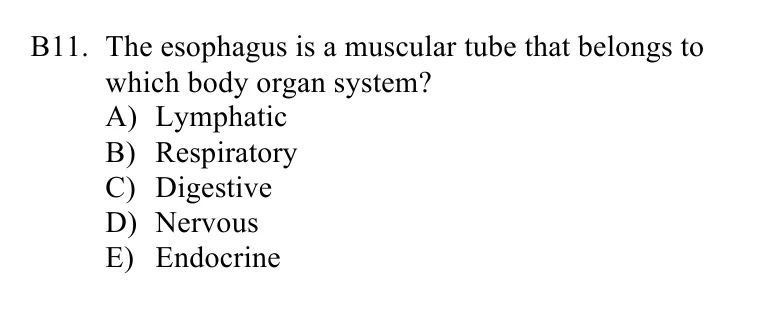 B11. The esophagus is a muscular tube that belongs to
which body organ system?
A) Lymphatic
B) Respiratory
C) Digestive
D) Nervous
E) Endocrine